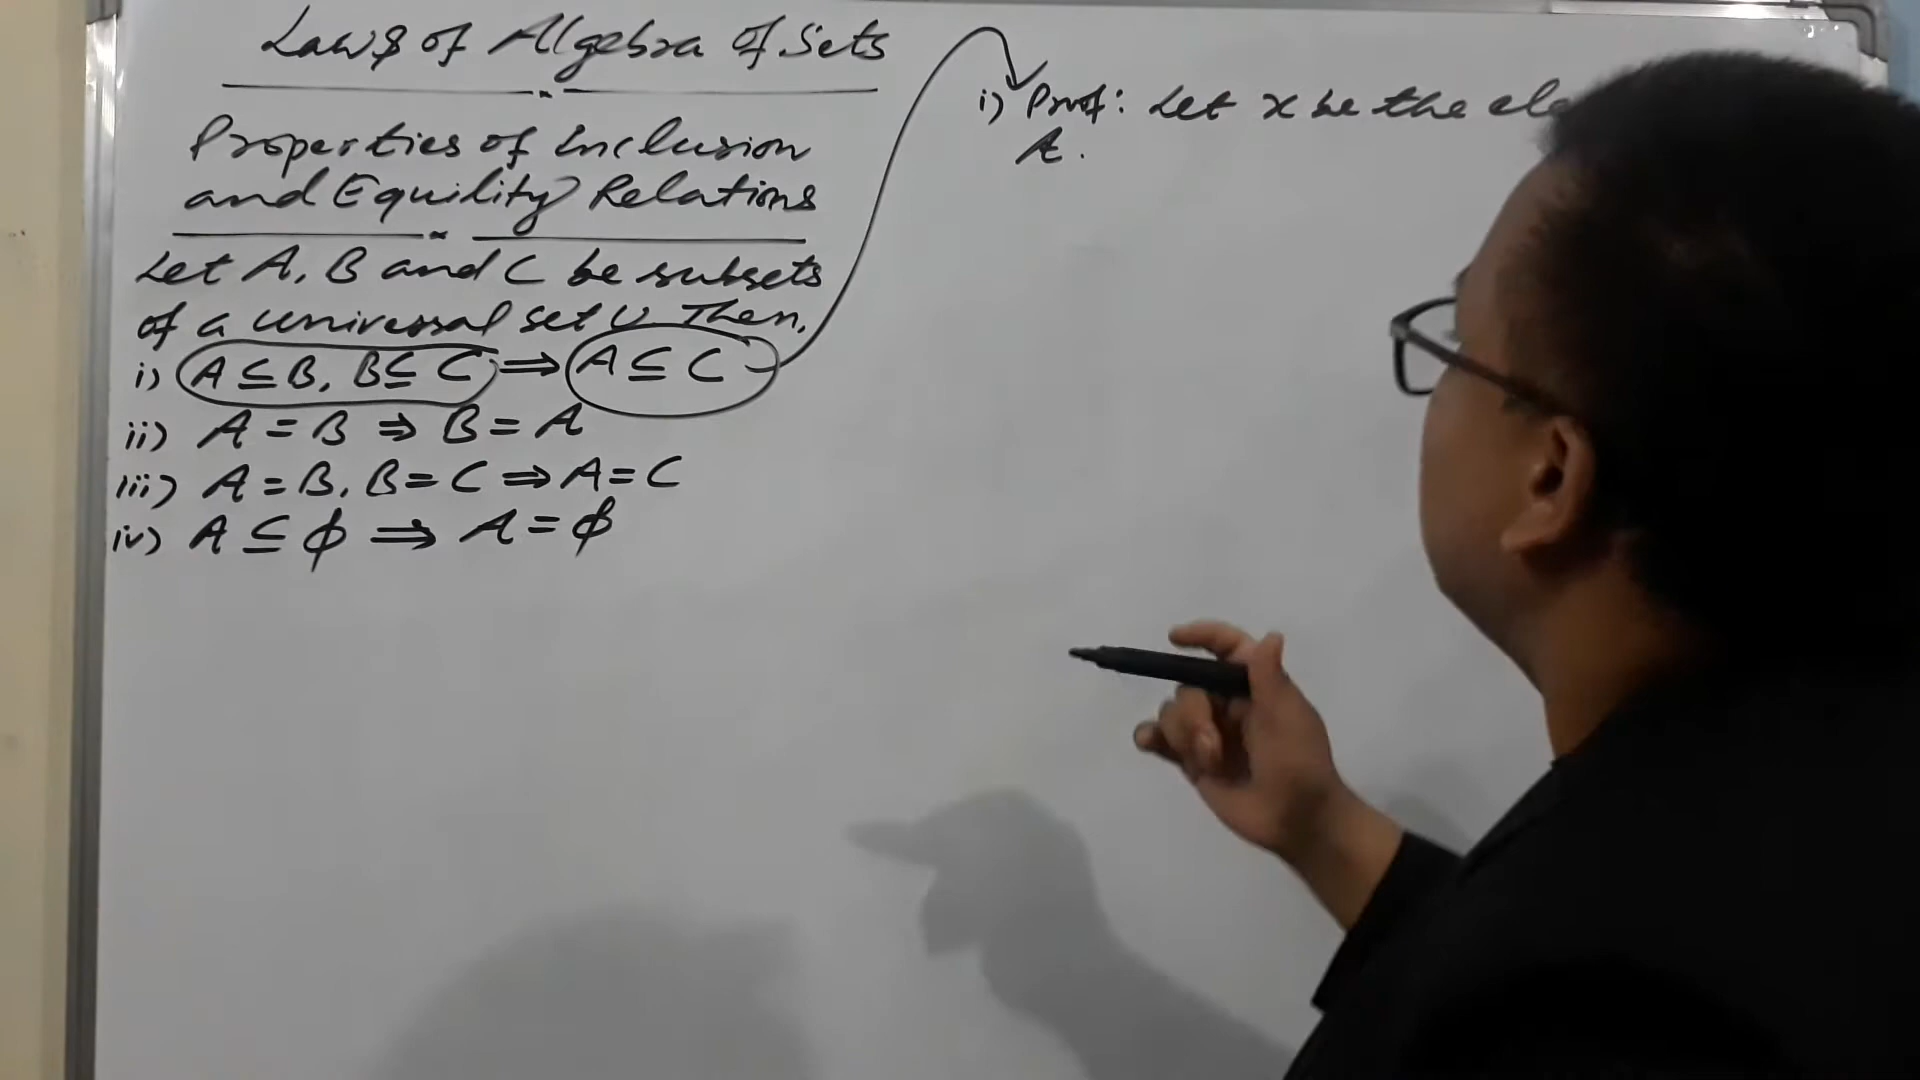 Laws of Algebra of Sets
Properties of Inclusion
and Equility Relations
Let A, B and C be subsets
of a universal set U. Then,
i) A ⊆ B, B ⊆ C ⇒ A ⊆ C
ii) A = B ⇒ B = A
iii) A = B, B = C ⇒ A = C
iv) A ⊆ φ ⇒ A = φ
i) Proof: Let x be the ele
A.